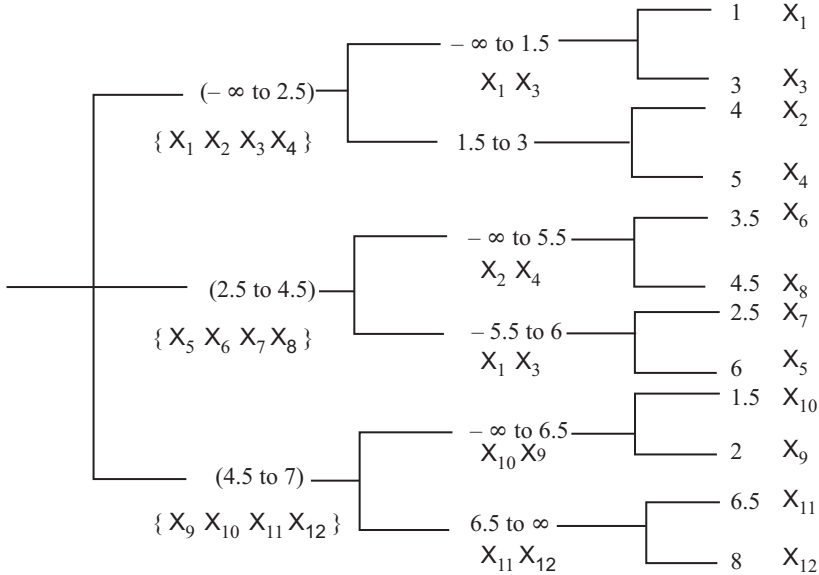 1 X₁
– ∞ to 1.5
X₁ X₃
3 X₃
(– ∞ to 2.5)
4 X₂
{ X₁ X₂ X₃ X₄ }
1.5 to 3
5 X₄
3.5 X₆
– ∞ to 5.5
X₂ X₄
(2.5 to 4.5)
4.5 X₈
2.5 X₇
{ X₅ X₆ X₇ X₈ }
– 5.5 to 6
X₁ X₃
6 X₅
1.5 X₁₀
– ∞ to 6.5
X₁₀ X₉
2 X₉
(4.5 to 7)
6.5 X₁₁
{ X₉ X₁₀ X₁₁ X₁₂ }
6.5 to ∞
X₁₁ X₁₂
8 X₁₂